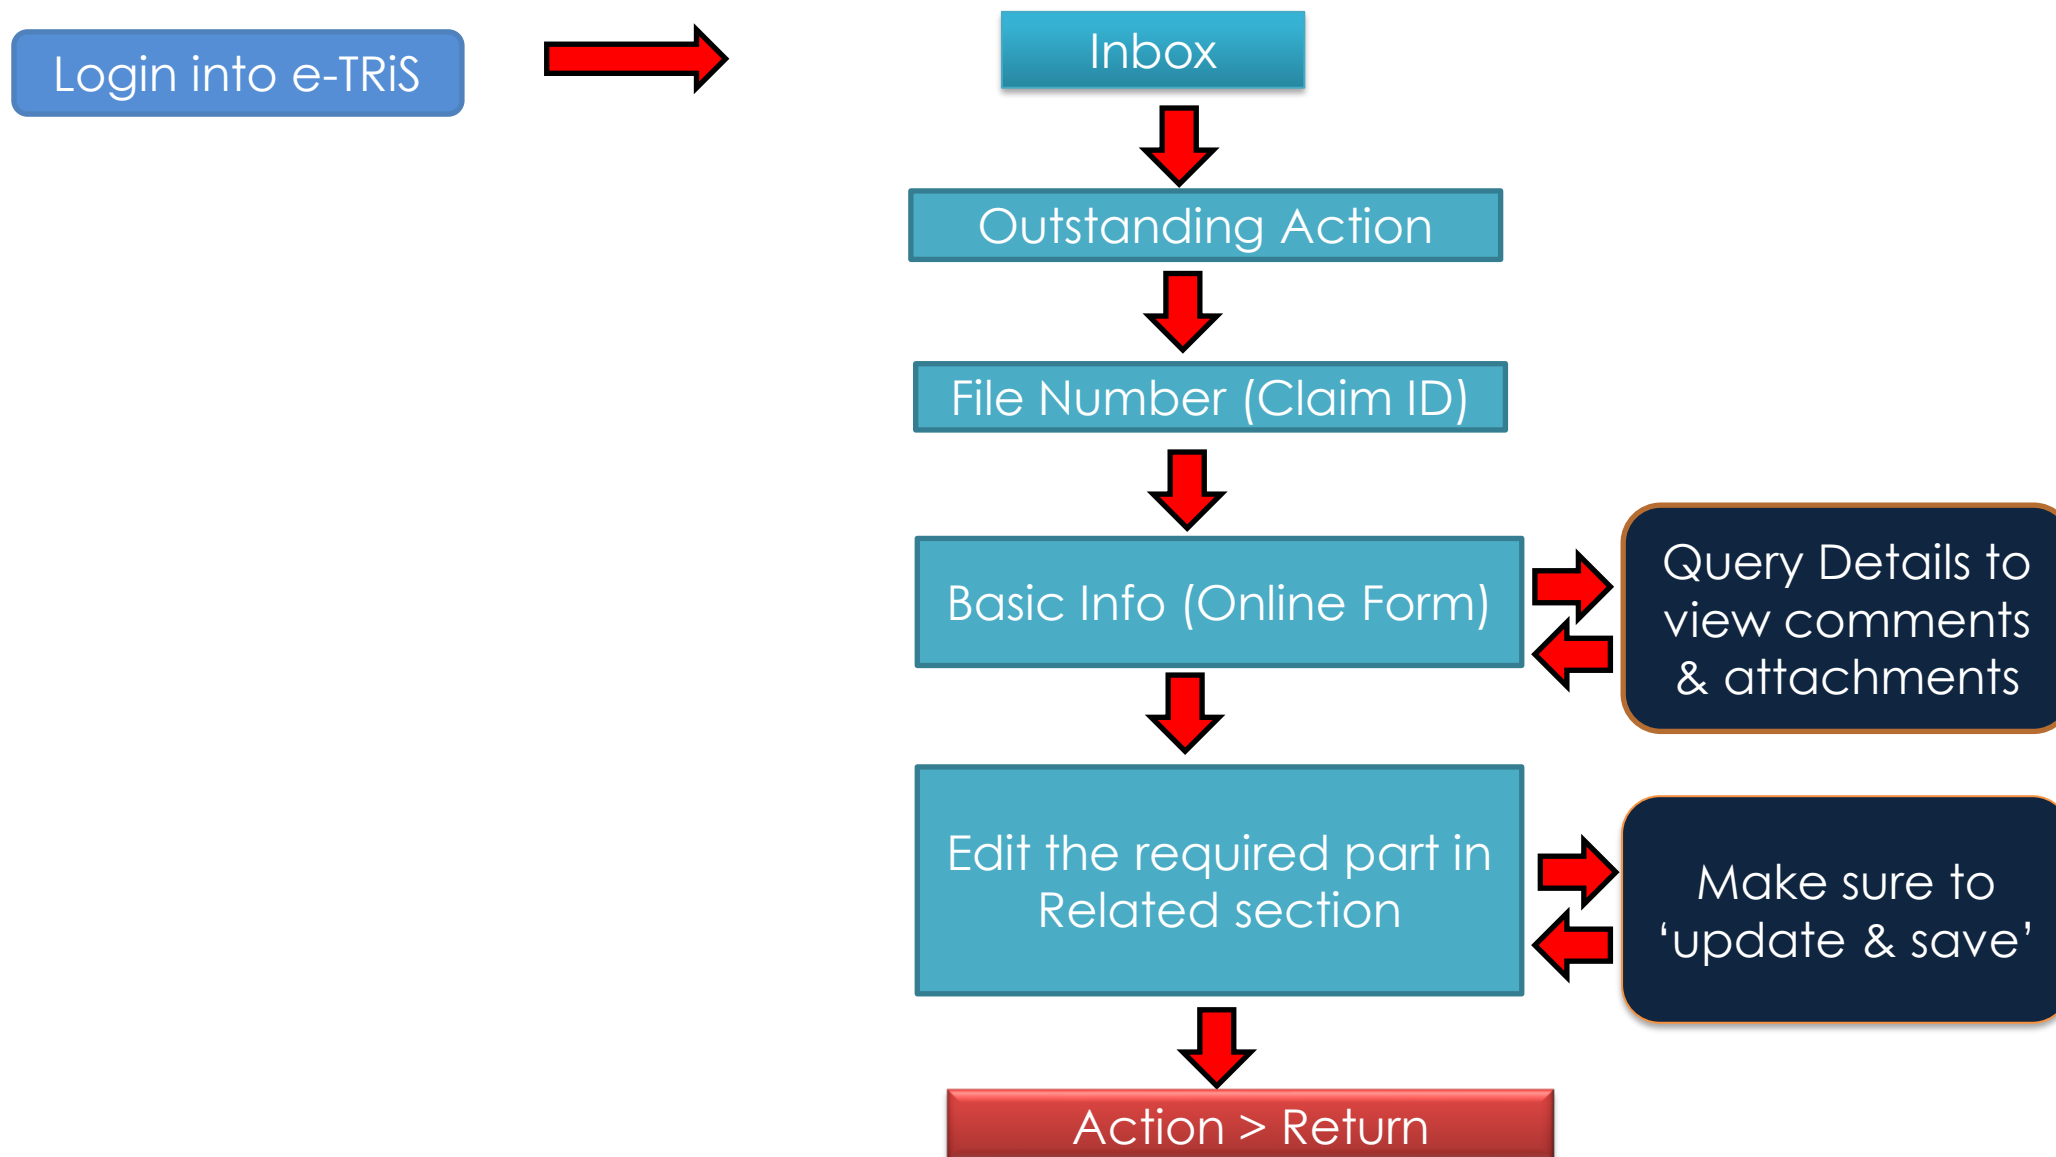 Login into e-TRiS
Inbox
Outstanding Action
File Number (Claim ID)
Basic Info (Online Form)
Query Details to
view comments
& attachments
Edit the required part in
Related section
Make sure to
‘update & save’
Action > Return